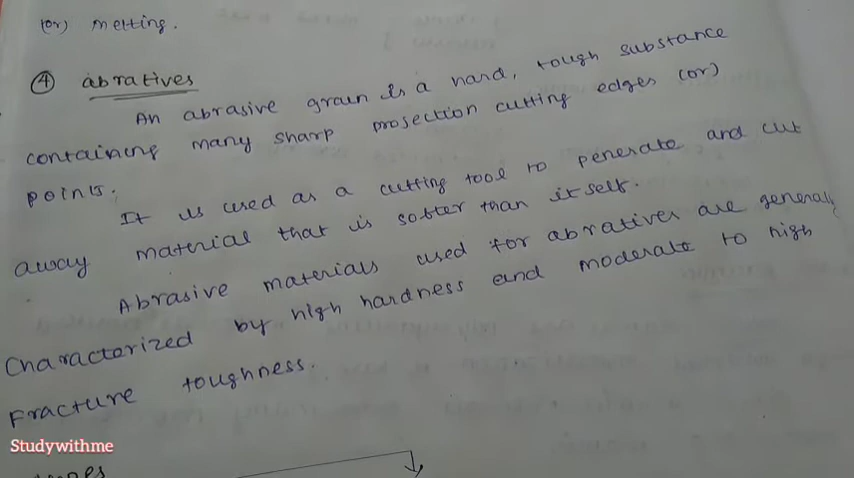 (or) melting.
④ abratives
An abrasive grain is a hard, tough substance
containing many sharp prosection cutting edges (or)
points.
It is used as a cutting tool to penerate and cut
away material that is softer than itself.
Abrasive materials used for abratives are generally
Characterized by high hardness and moderate to high
Fracture toughness.
Studywithme